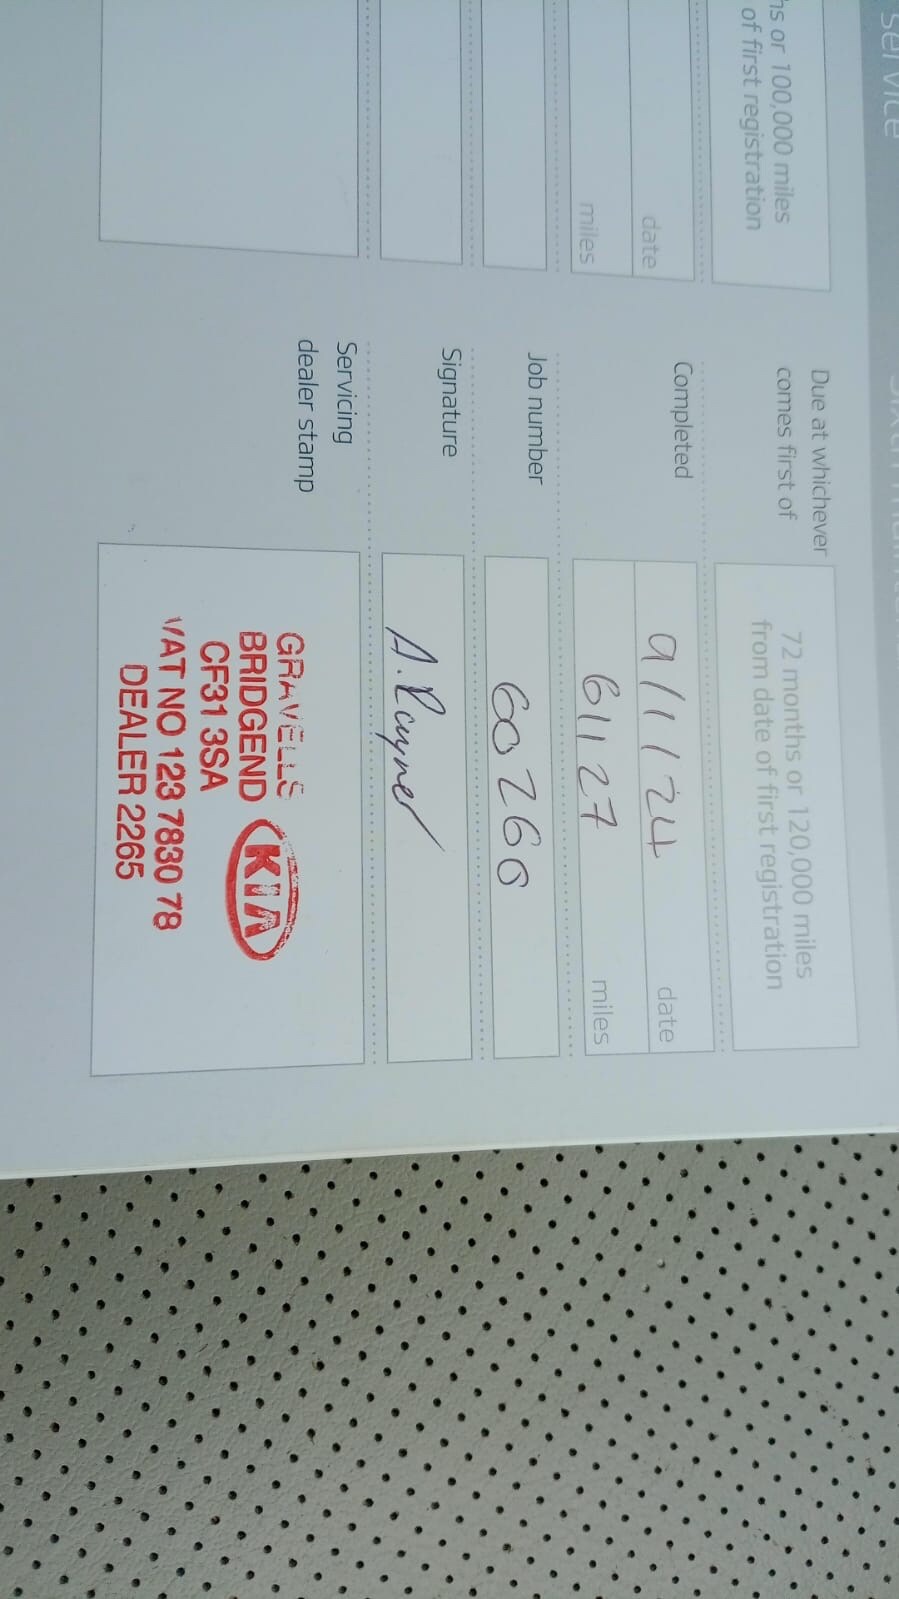 service
ns or 100,000 miles
of first registration
date
miles
Due at whichever
comes first of
72 months or 120,000 miles
from date of first registration
Completed
9/1/24 date
61127 miles
Job number
60260
Signature
A. Rayner
Servicing
dealer stamp
GRAVELLS
BRIDGEND
CF31 3SA
KIA
VAT NO 123 7830 78
DEALER 2265